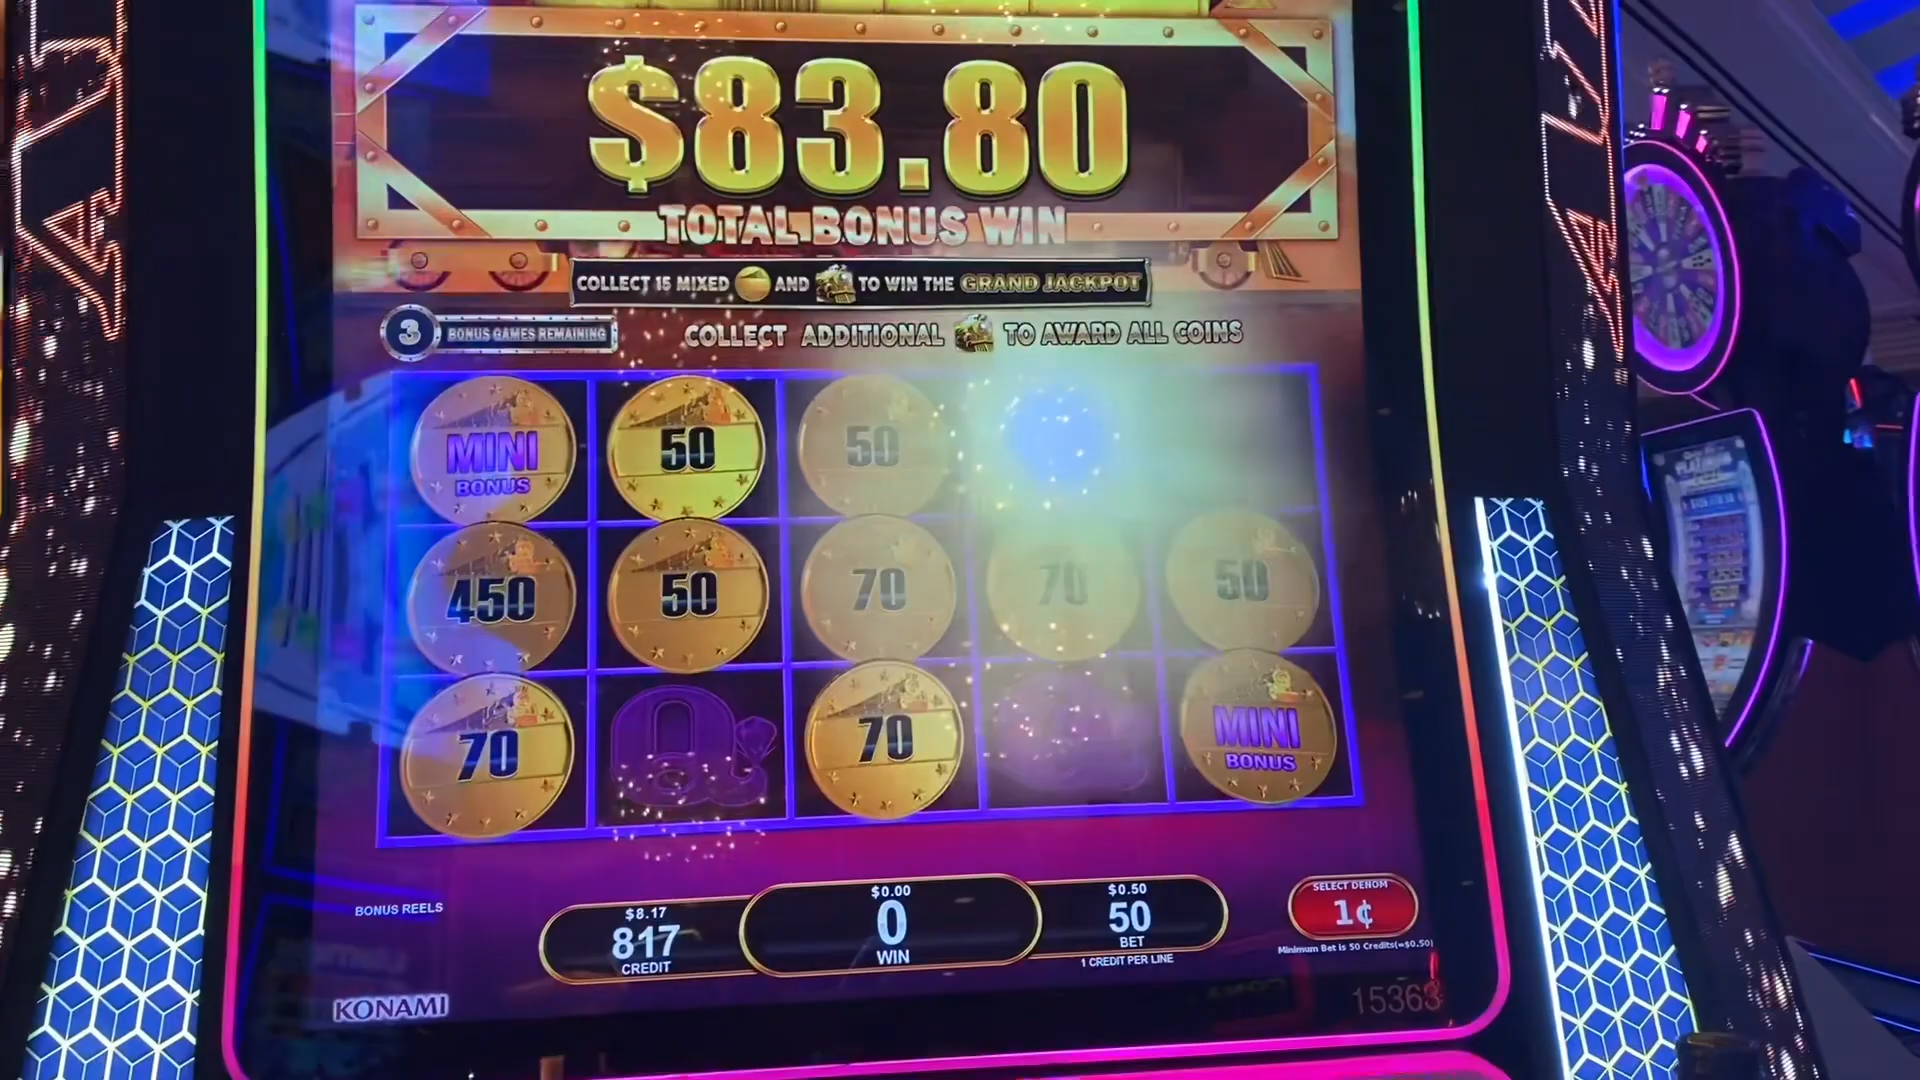 $83.80
TOTAL BONUS WIN
COLLECT 15 MIXED AND TO WIN THE GRAND JACKPOT
3 BONUS GAMES REMAINING
COLLECT ADDITIONAL TO AWARD ALL COINS
MINI BONUS
50
50
450
50
70
70
50
70
Q
70
MINI BONUS
BONUS REELS
$8.17
817
CREDIT
$0.00
0
WIN
$0.50
50
BET
1 CREDIT PER LINE
SELECT DENOM
1¢
Minimum Bet is 50 Credits(=$0.50)
KONAMI
15363